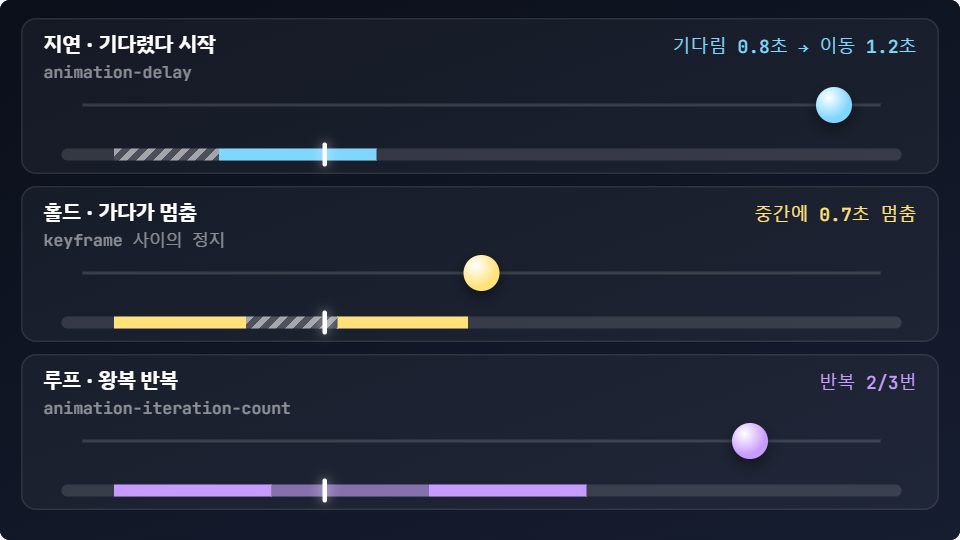 지연 · 기다렸다 시작
기다림 0.8초 → 이동 1.2초
animation-delay
홀드 · 가다가 멈춤
중간에 0.7초 멈춤
keyframe 사이의 정지
루프 · 왕복 반복
반복 2/3번
animation-iteration-count